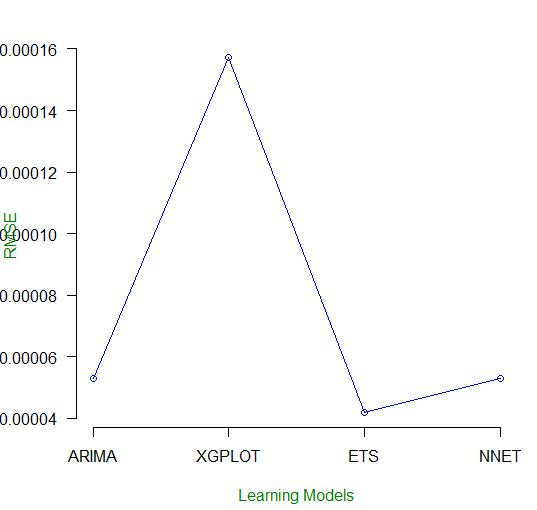 0.00016
0.00014
0.00012
0.00010
0.00008
0.00006
0.00004
RMSE
ARIMA
XGPLOT
ETS
NNET
Learning Models